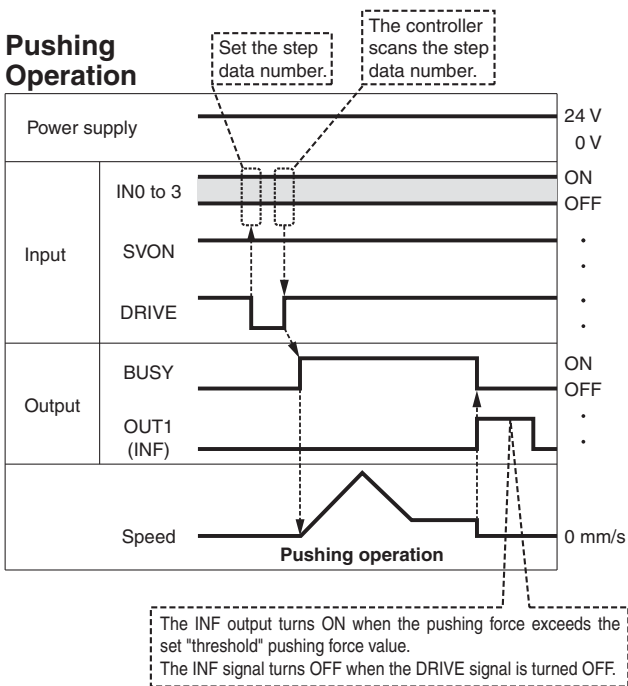 Pushing
Operation
Set the step
data number.
The controller
scans the step
data number.
Power supply
24 V
0 V
Input
IN0 to 3
ON
OFF
SVON
DRIVE
Output
BUSY
ON
OFF
OUT1
(INF)
Speed
0 mm/s
Pushing operation
The INF output turns ON when the pushing force exceeds the
set "threshold" pushing force value.
The INF signal turns OFF when the DRIVE signal is turned OFF.